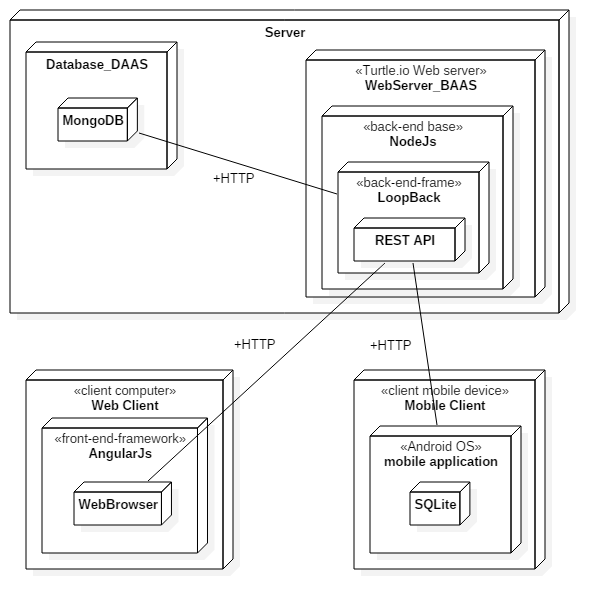 Server
Database_DAAS
MongoDB
«Turtle.io Web server»
WebServer_BAAS
«back-end base»
NodeJs
«back-end-frame»
LoopBack
REST API
+HTTP
+HTTP
+HTTP
«client computer»
Web Client
«front-end-framework»
AngularJs
WebBrowser
«client mobile device»
Mobile Client
«Android OS»
mobile application
SQLite